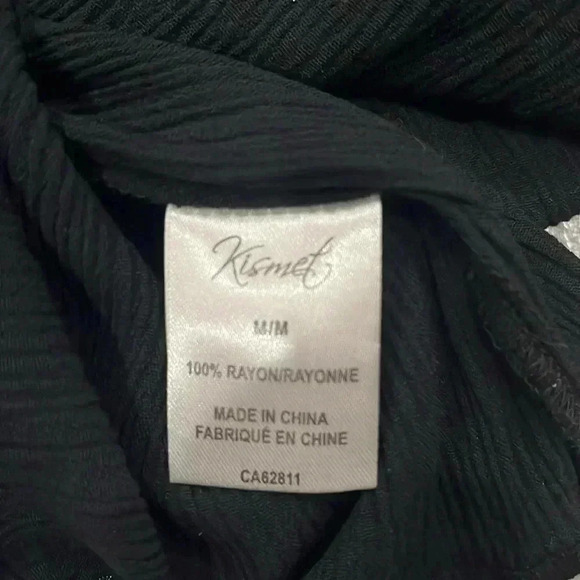 Kismet
M/M
100% RAYON/RAYONNE
MADE IN CHINA
FABRIQUÉ EN CHINE
CA62811